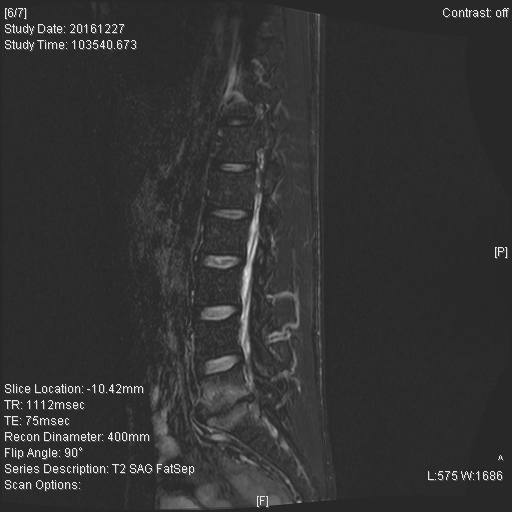 [6/7]
Study Date: 20161227
Study Time: 103540.673
Contrast: off
[P]
Slice Location: -10.42mm
TR: 1112msec
TE: 75msec
Recon Dinameter: 400mm
Flip Angle: 90°
Series Description: T2 SAG FatSep
Scan Options:
^
L:575 W:1686
[F]